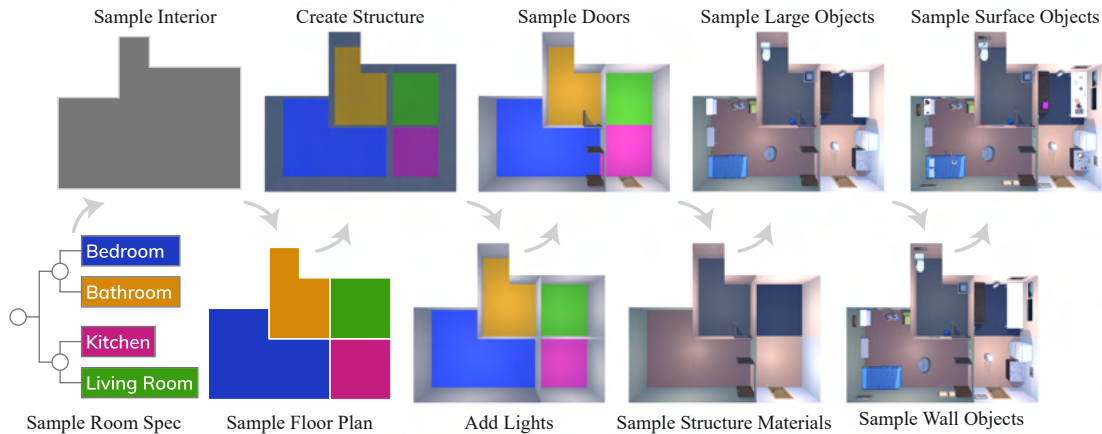 Sample Interior
Create Structure
Sample Doors
Sample Large Objects
Sample Surface Objects
Bedroom
Bathroom
Kitchen
Living Room
Sample Room Spec
Sample Floor Plan
Add Lights
Sample Structure Materials
Sample Wall Objects